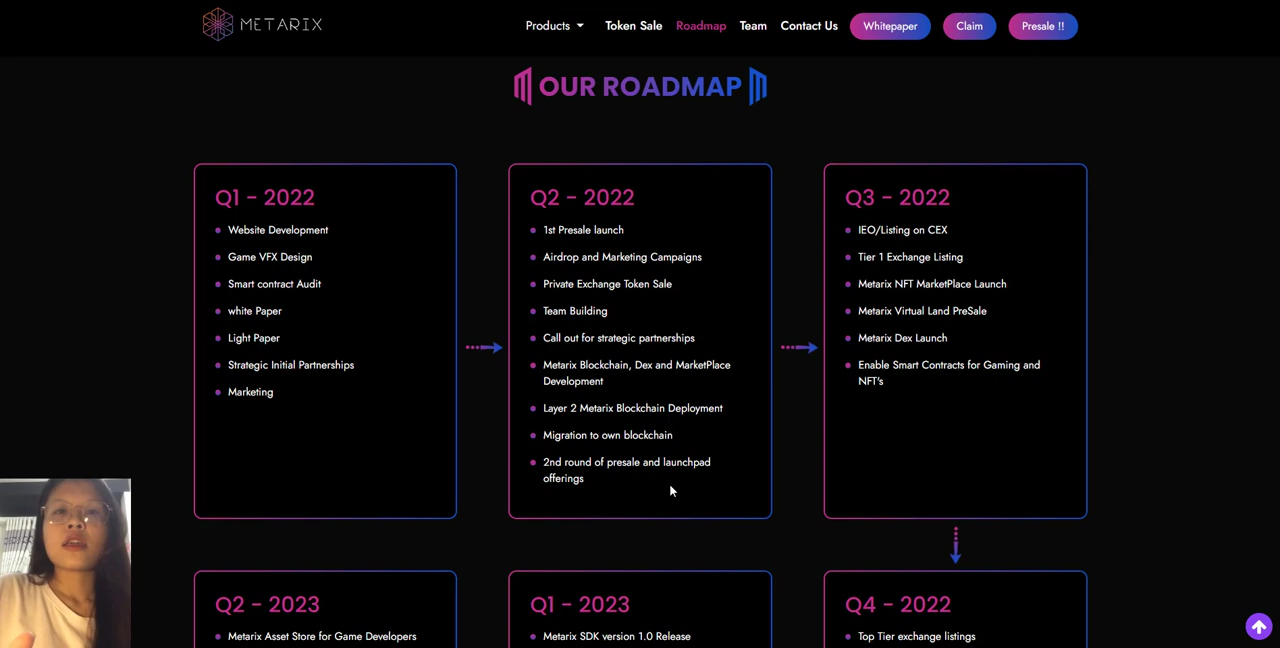 METARIX
Products
Token Sale
Roadmap
Team
Contact Us
Whitepaper
Claim
Presale !!
OUR ROADMAP
Q1 - 2022
Website Development
Game VFX Design
Smart contract Audit
white Paper
Light Paper
Strategic Initial Partnerships
Marketing
Q2 - 2022
1st Presale launch
Airdrop and Marketing Campaigns
Private Exchange Token Sale
Team Building
Call out for strategic partnerships
Metarix Blockchain, Dex and MarketPlace
Development
Layer 2 Metarix Blockchain Deployment
Migration to own blockchain
2nd round of presale and launchpad
offerings
Q3 - 2022
IEO/Listing on CEX
Tier 1 Exchange Listing
Metarix NFT MarketPlace Launch
Metarix Virtual Land PreSale
Metarix Dex Launch
Enable Smart Contracts for Gaming and
NFT's
Q2 - 2023
Metarix Asset Store for Game Developers
Q1 - 2023
Metarix SDK version 1.0 Release
Q4 - 2022
Top Tier exchange listings